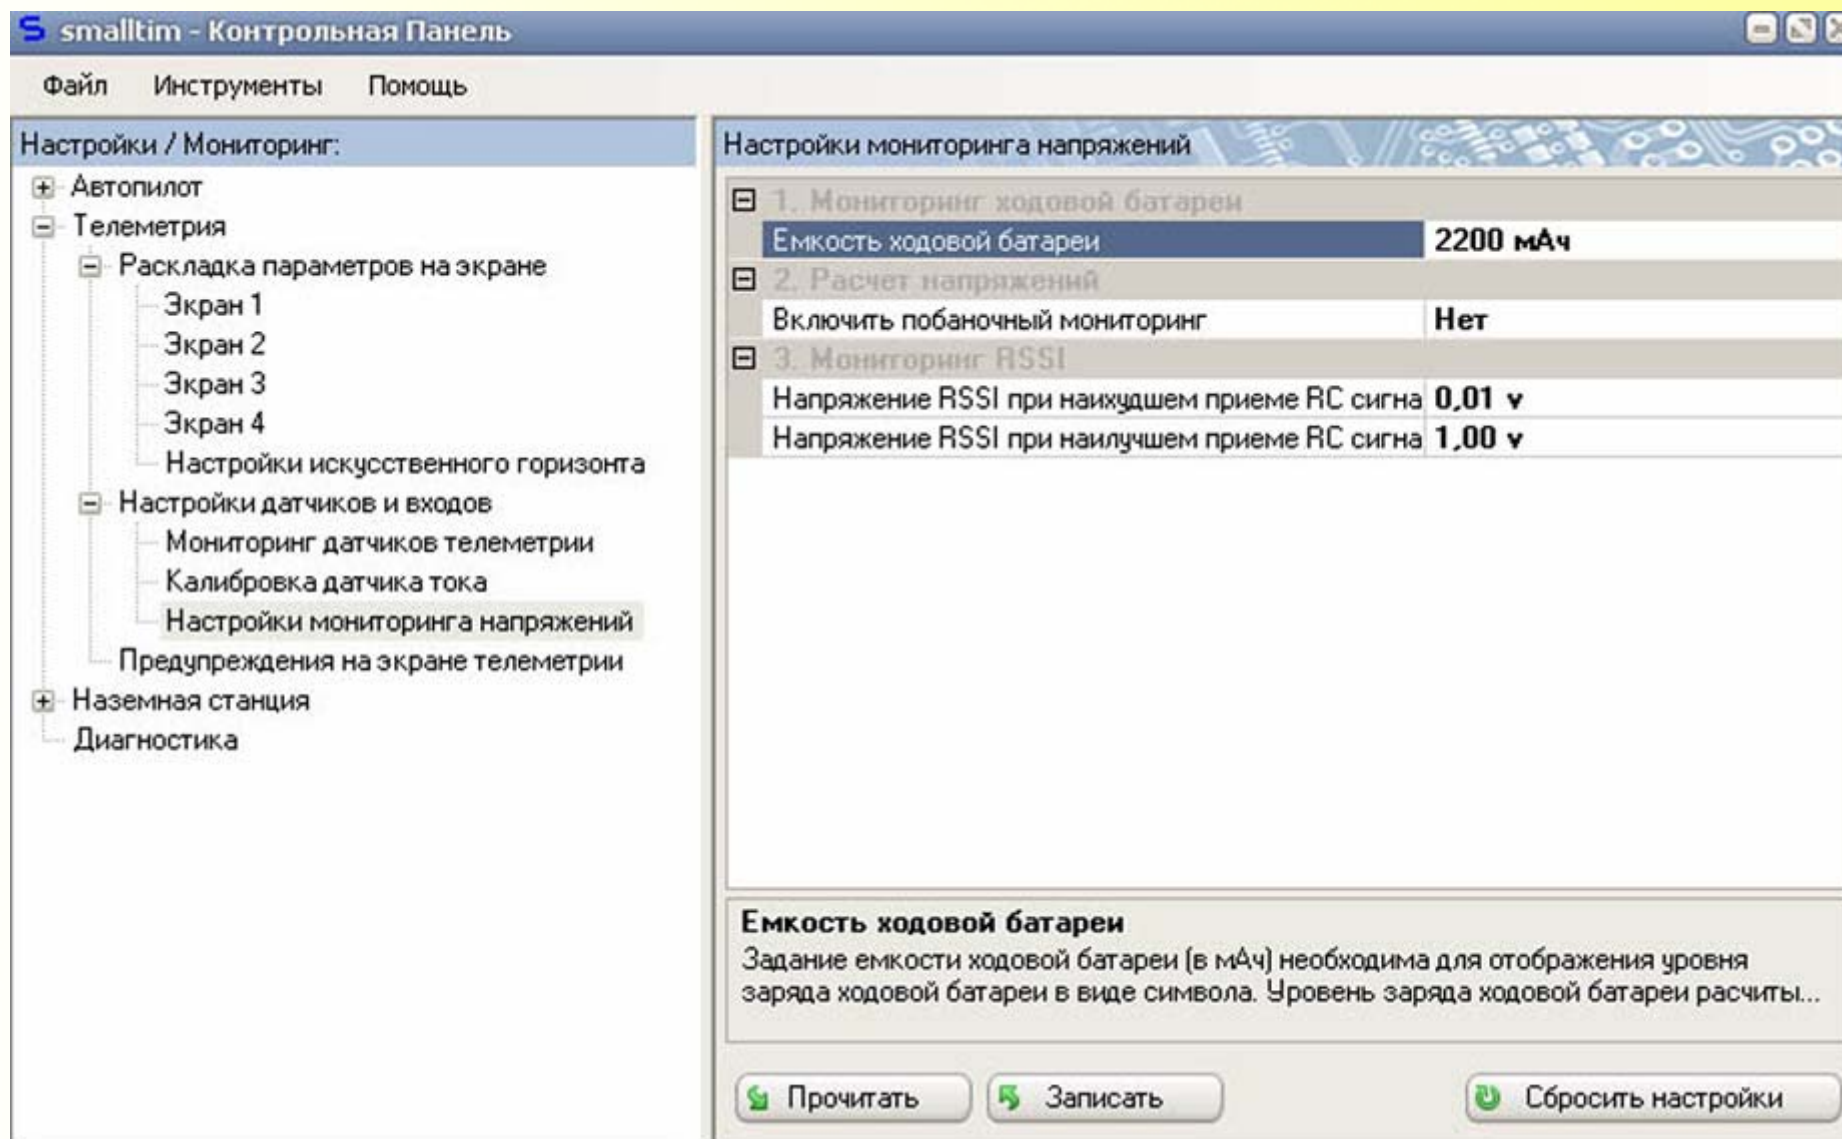 smalltim - Контрольная Панель
Файл Инструменты Помощь
Настройки / Мониторинг:
Автопилот
Телеметрия
Раскладка параметров на экране
Экран 1
Экран 2
Экран 3
Экран 4
Настройки искусственного горизонта
Настройки датчиков и входов
Мониторинг датчиков телеметрии
Калибровка датчика тока
Настройки мониторинга напряжений
Предупреждения на экране телеметрии
Наземная станция
Диагностика
Настройки мониторинга напряжений
1. Мониторинг ходовой батареи
Емкость ходовой батареи 2200 мАч
2. Расчет напряжений
Включить побаночный мониторинг Нет
3. Мониторинг RSSI
Напряжение RSSI при наихудшем приеме RC сигна 0,01 v
Напряжение RSSI при наилучшем приеме RC сигна 1,00 v
Емкость ходовой батареи
Задание емкости ходовой батареи (в мАч) необходима для отображения уровня
заряда ходовой батареи в виде символа. Уровень заряда ходовой батареи расчиты...
Прочитать Записать Сбросить настройки